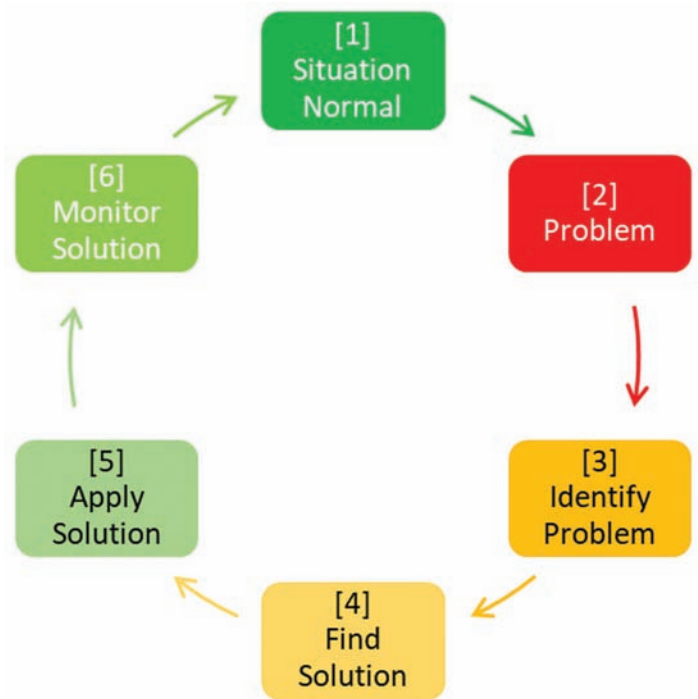 [1]
Situation
Normal
[2]
Problem
[3]
Identify
Problem
[4]
Find
Solution
[5]
Apply
Solution
[6]
Monitor
Solution